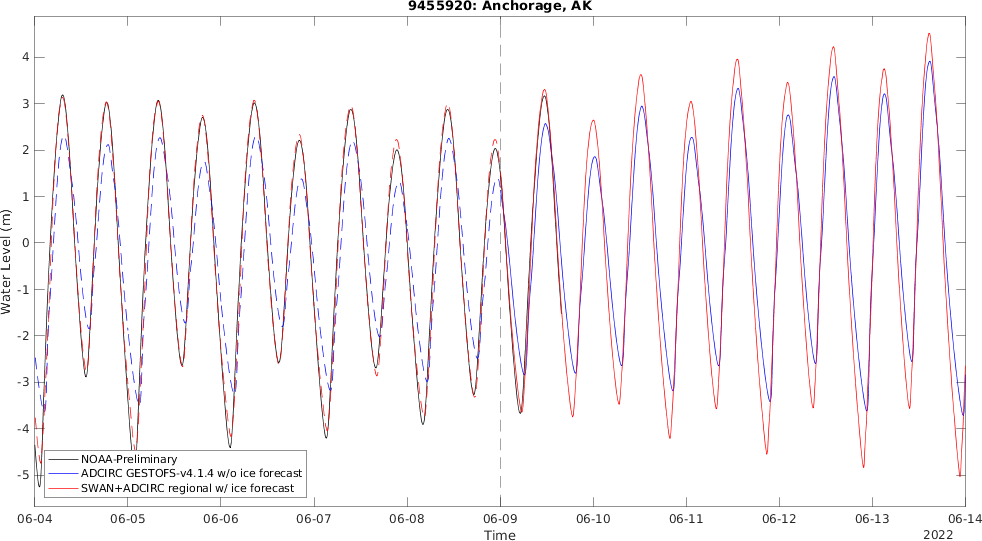 9455920: Anchorage, AK
Water Level (m)
4
3
2
1
0
-1
-2
-3
-4
-5
NOAA-Preliminary
ADCIRC GESTOFS-v4.1.4 w/o ice forecast
SWAN+ADCIRC regional w/ ice forecast
06-04 06-05 06-06 06-07 06-08 06-09 06-10 06-11 06-12 06-13 06-14
Time
2022